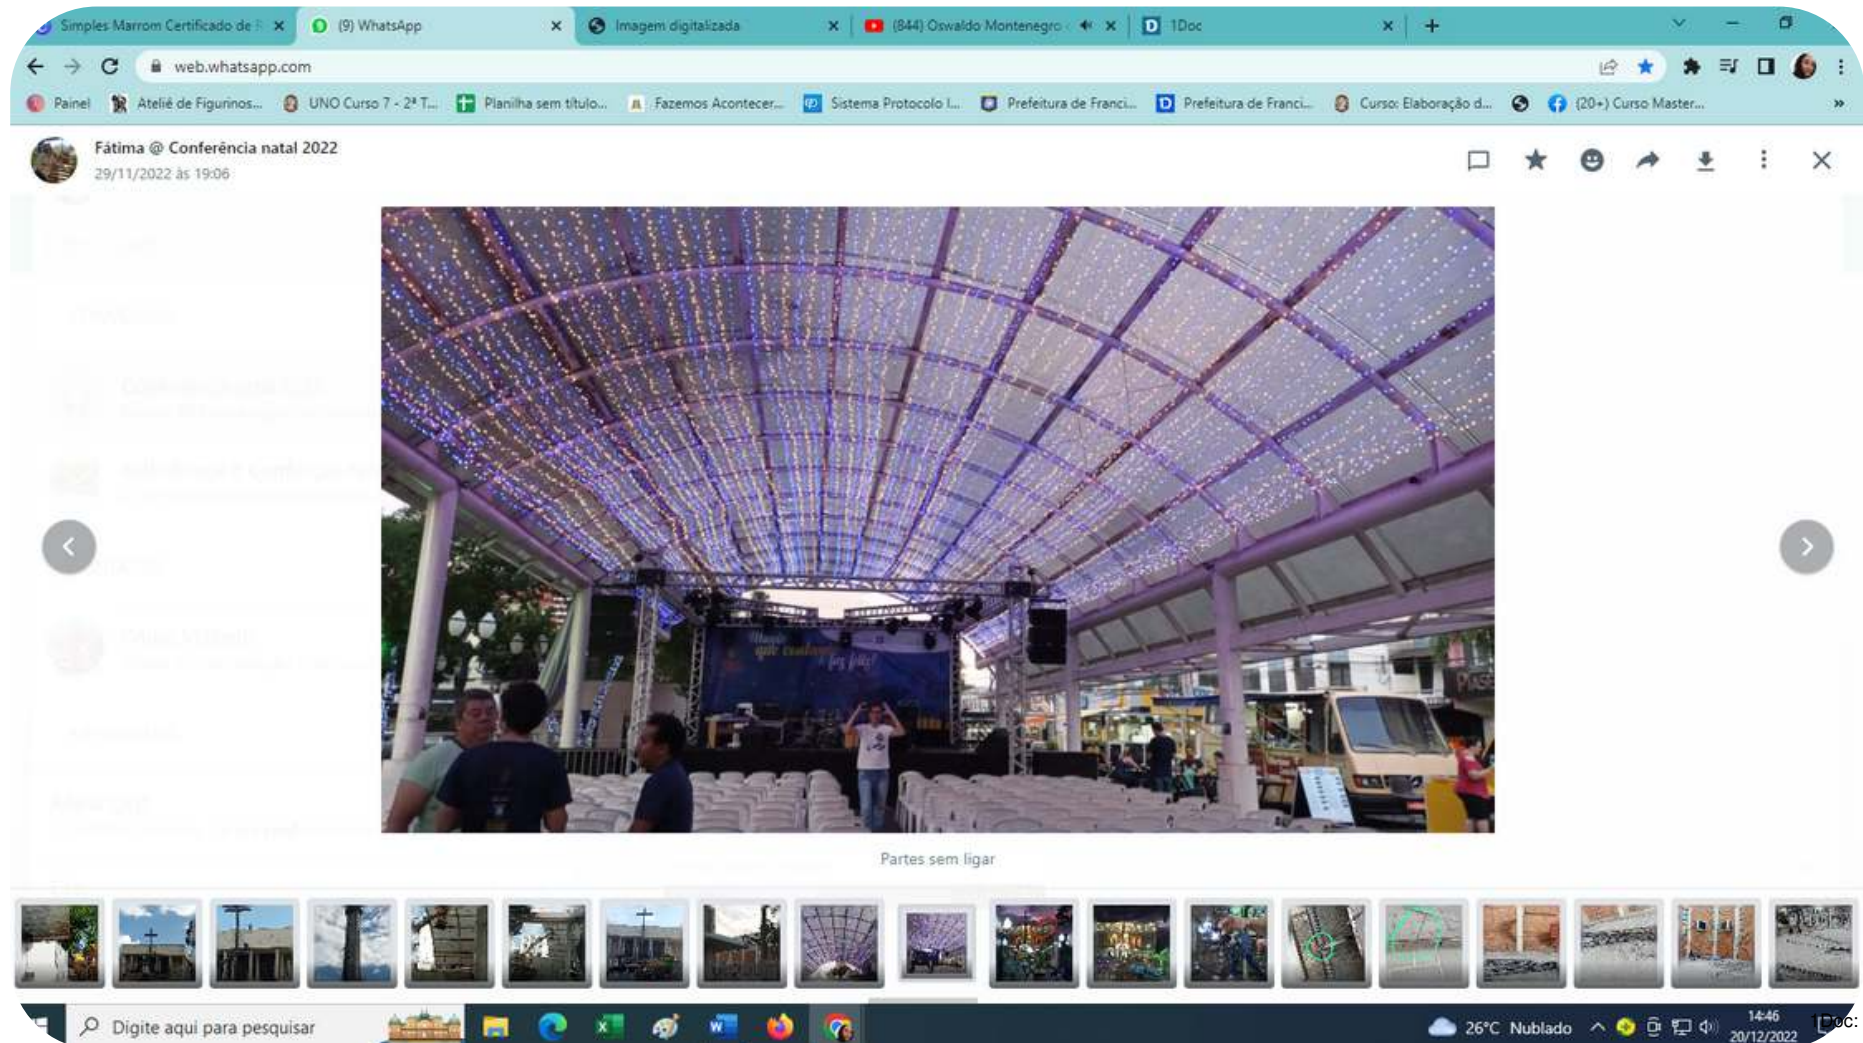 Simples Marrom Certificado de R
(9) WhatsApp
Imagem digitalizada
(844) Oswaldo Montenegro
1Doc
web.whatsapp.com
Painel
Ateliê de Figurinos...
UNO Curso 7 - 2ª T...
Planilha sem título...
Fazemos Acontecer...
Sistema Protocolo I...
Prefeitura de Franci...
Prefeitura de Franci...
Curso: Elaboração d...
(20+) Curso Master...
Fátima @ Conferência natal 2022
29/11/2022 às 19:06
que
e faz feliz!
Partes sem ligar
Digite aqui para pesquisar
26°C Nublado
14:46
20/12/2022
1Doc: